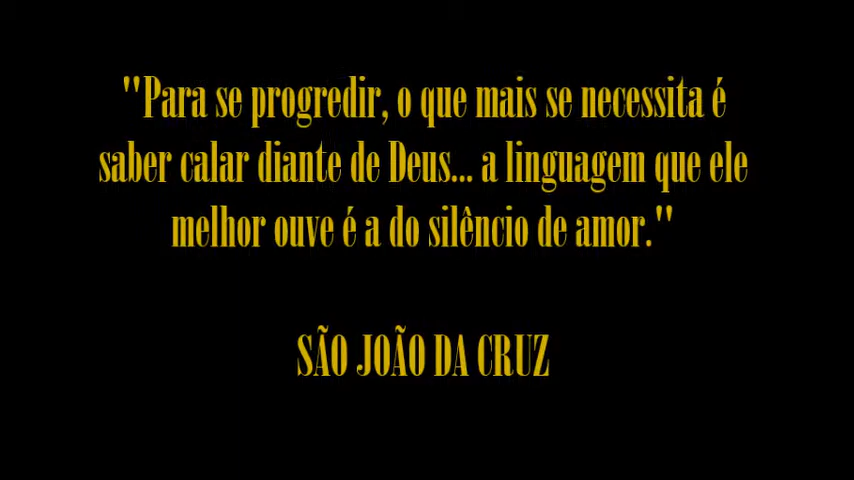 "Para se progredir, o que mais se necessita é
saber calar diante de Deus... a linguagem que ele
melhor ouve é a do silêncio de amor."
SÃO JOÃO DA CRUZ